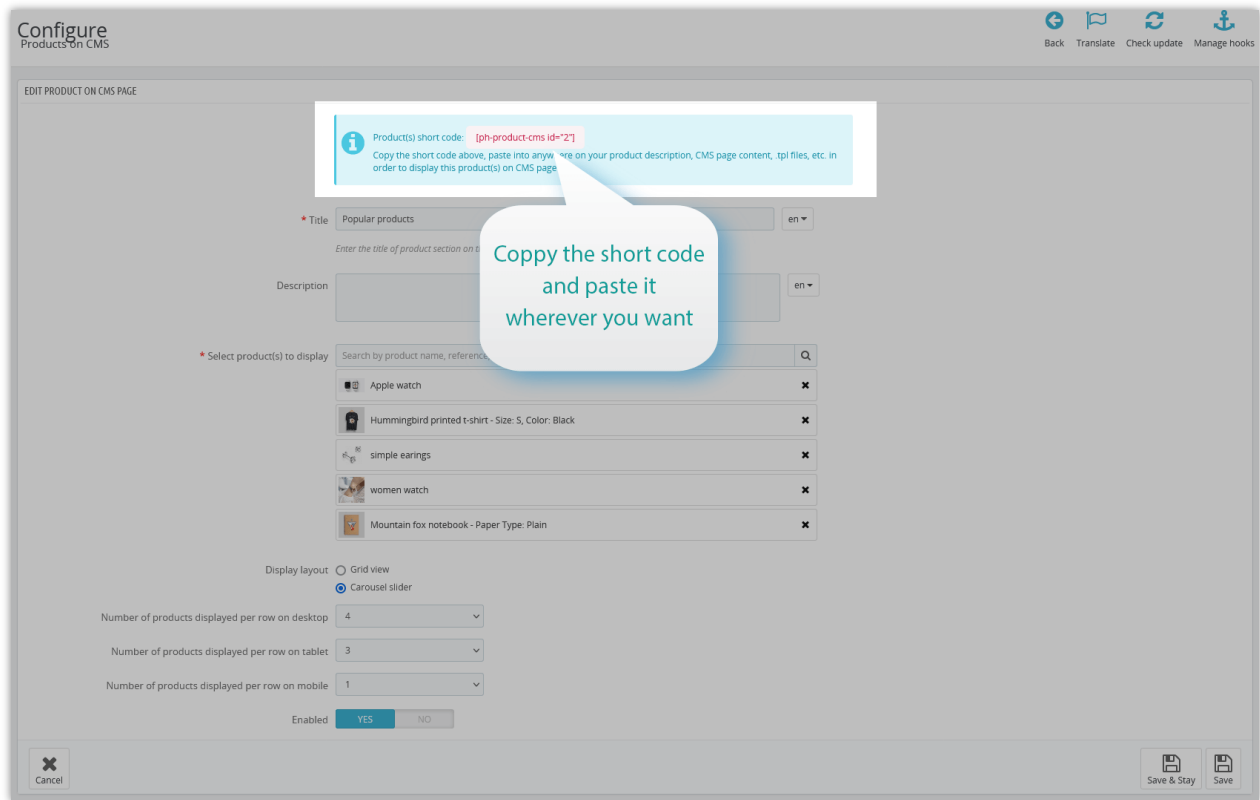 Configure
Products on CMS
Back Translate Check update Manage hooks
EDIT PRODUCT ON CMS PAGE
Product(s) short code: [ph-product-cms id="2"]
Copy the short code above, paste into anywhere on your product description, CMS page content, .tpl files, etc. in
order to display this product(s) on CMS page
Coppy the short code
and paste it
wherever you want
* Title Popular products en
Enter the title of product section on
Description en
* Select product(s) to display Search by product name, reference
Apple watch
Hummingbird printed t-shirt - Size: S, Color: Black
simple earings
women watch
Mountain fox notebook - Paper Type: Plain
Display layout Grid view
Carousel slider
Number of products displayed per row on desktop 4
Number of products displayed per row on tablet 3
Number of products displayed per row on mobile 1
Enabled YES NO
Cancel Save & Stay Save